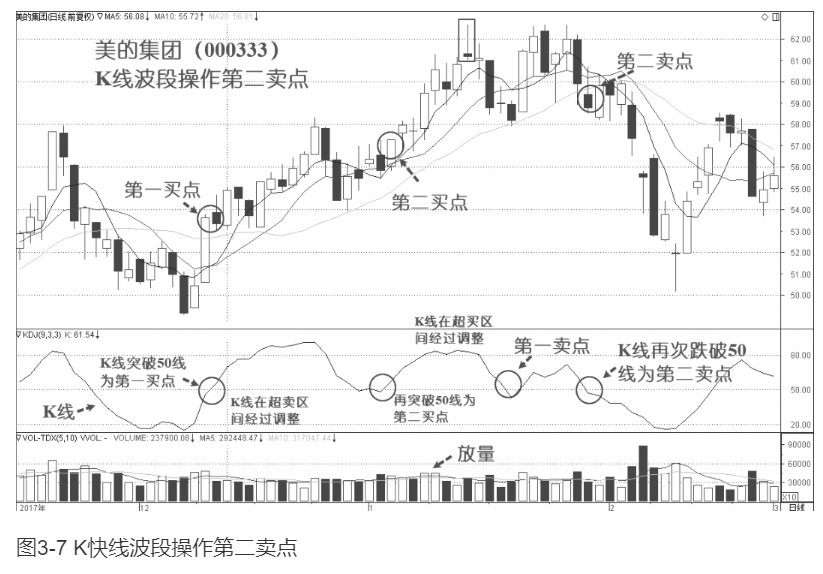 美的集团(日线.前复权) ▽MA5: 56.08↓ MA10: 55.72↑ MA20: 56.81↓
美的集团（000333）
K线波段操作第二卖点
第二卖点
第一买点
第二买点
62.00
61.00
60.00
59.00
58.00
57.00
56.00
55.00
54.00
53.00
52.00
51.00
50.00
▽KDJ(9,3,3) K: 61.54↓
K线在超买区
间经过调整
第一卖点
K线再次跌破50
线为第二卖点
K线突破50线
为第一买点
K线
K线在超卖区
间经过调整
再突破50线为
第二买点
80.00
50.00
20.00
▽VOL-TDX(5,10) VVOL: - VOLUME: 237900.08↓ MA5: 292448.47↓ MA10: 317047.44↓
放量
90000
60000
30000
X10
2017年 12 1 2 3 日线
图3-7 K快线波段操作第二卖点